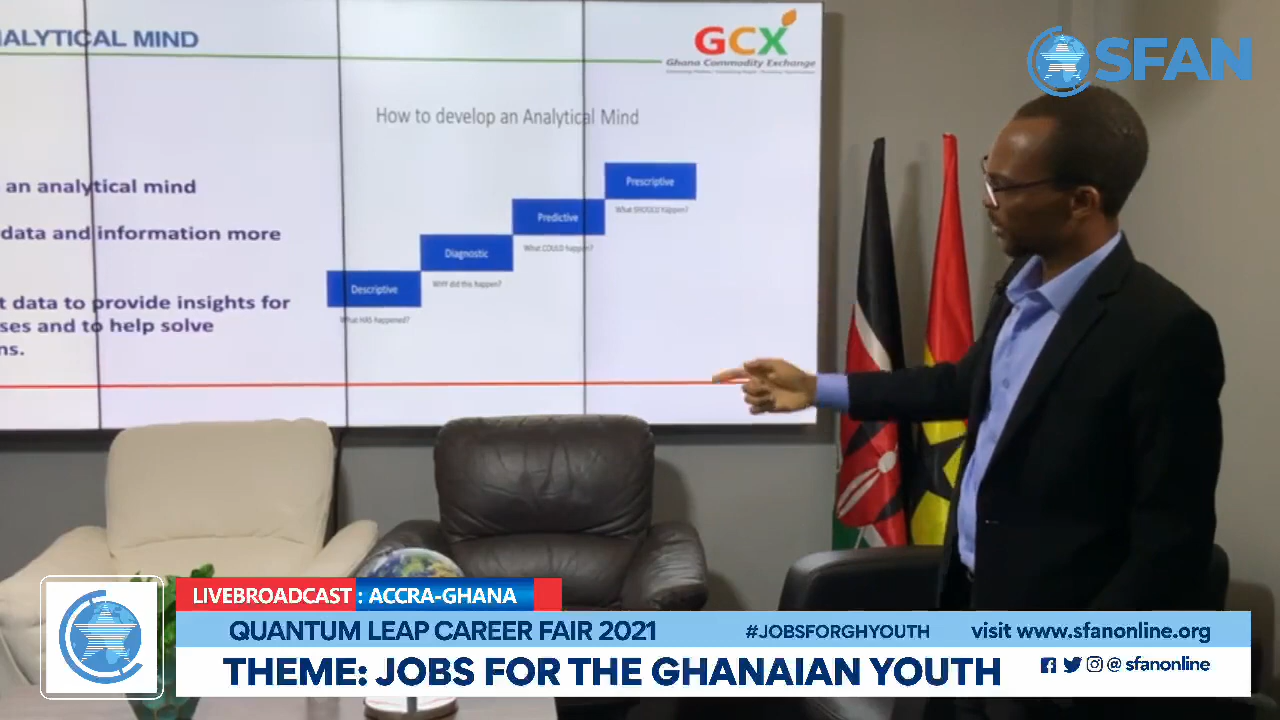 ALYTICAL MIND
GCX
Ghana Commodity Exchange
SFAN
How to develop an Analytical Mind
an analytical mind
data and information more
t data to provide insights for
ses and to help solve
ns.
Prescriptive
What SHOULD happen?
Predictive
What COULD happen?
Diagnostic
WHY did this happen?
Descriptive
What HAS happened?
LIVEBROADCAST : ACCRA-GHANA
QUANTUM LEAP CAREER FAIR 2021 #JOBSFORGHYOUTH visit www.sfanonline.org
THEME: JOBS FOR THE GHANAIAN YOUTH @ sfanonline